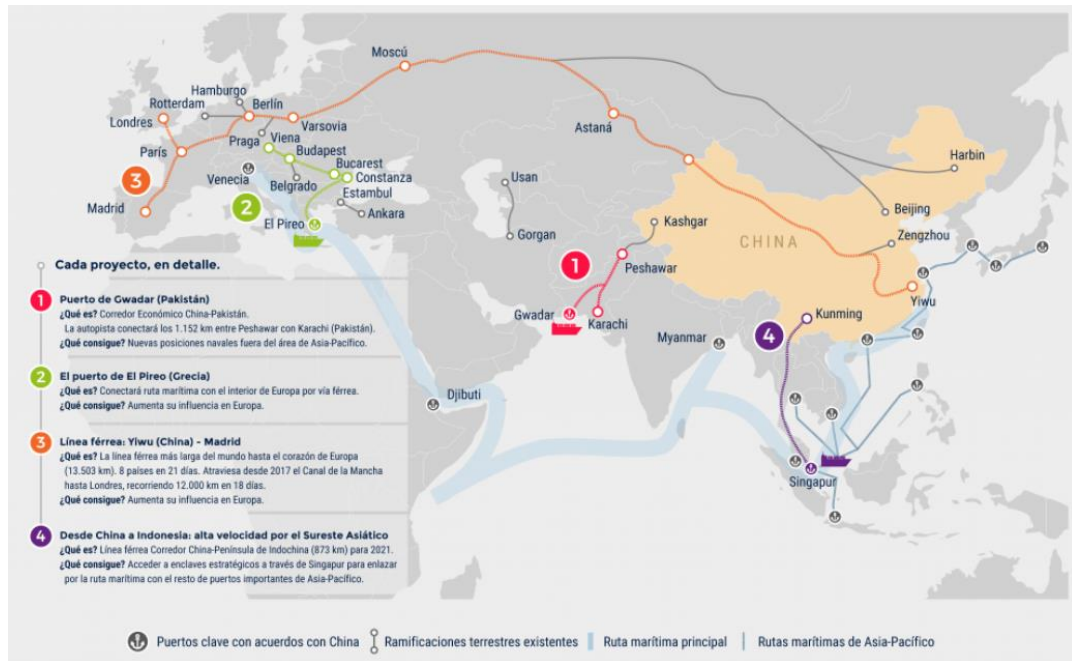 Moscú
Hamburgo
Rotterdam
Berlín
Londres
Varsovia
Astaná
París
Praga
Viena
Budapest
Harbin
Bucarest
Venecia
Constanza
Usan
3
Belgrado
Estambul
Beijing
Madrid
2
Ankara
Kashgar
El Pireo
Gorgan
CHINA
Zengzhou
1
Peshawar
Yiwu
Gwadar
Karachi
Kunming
Myanmar
4
Djibuti
Singapur
Cada proyecto, en detalle.
1
Puerto de Gwadar (Pakistán)
¿Qué es? Corredor Económico China-Pakistán.
La autopista conectará los 1.152 km entre Peshawar con Karachi (Pakistán).
¿Qué consigue? Nuevas posiciones navales fuera del área de Asia-Pacífico.
2
El puerto de El Pireo (Grecia)
¿Qué es? Conectará ruta marítima con el interior de Europa por vía férrea.
¿Qué consigue? Aumenta su influencia en Europa.
3
Línea férrea: Yiwu (China) - Madrid
¿Qué es? La línea férrea más larga del mundo hasta el corazón de Europa
(13.503 km). 8 países en 21 días. Atraviesa desde 2017 el Canal de la Mancha
hasta Londres, recorriendo 12.000 km en 18 días.
¿Qué consigue? Aumenta su influencia en Europa.
4
Desde China a Indonesia: alta velocidad por el Sureste Asiático
¿Qué es? Línea férrea Corredor China-Península de Indochina (873 km) para 2021.
¿Qué consigue? Acceder a enclaves estratégicos a través de Singapur para enlazar
por la ruta marítima con el resto de puertos importantes de Asia-Pacífico.
Puertos clave con acuerdos con China
Ramificaciones terrestres existentes
Ruta marítima principal
Rutas marítimas de Asia-Pacífico